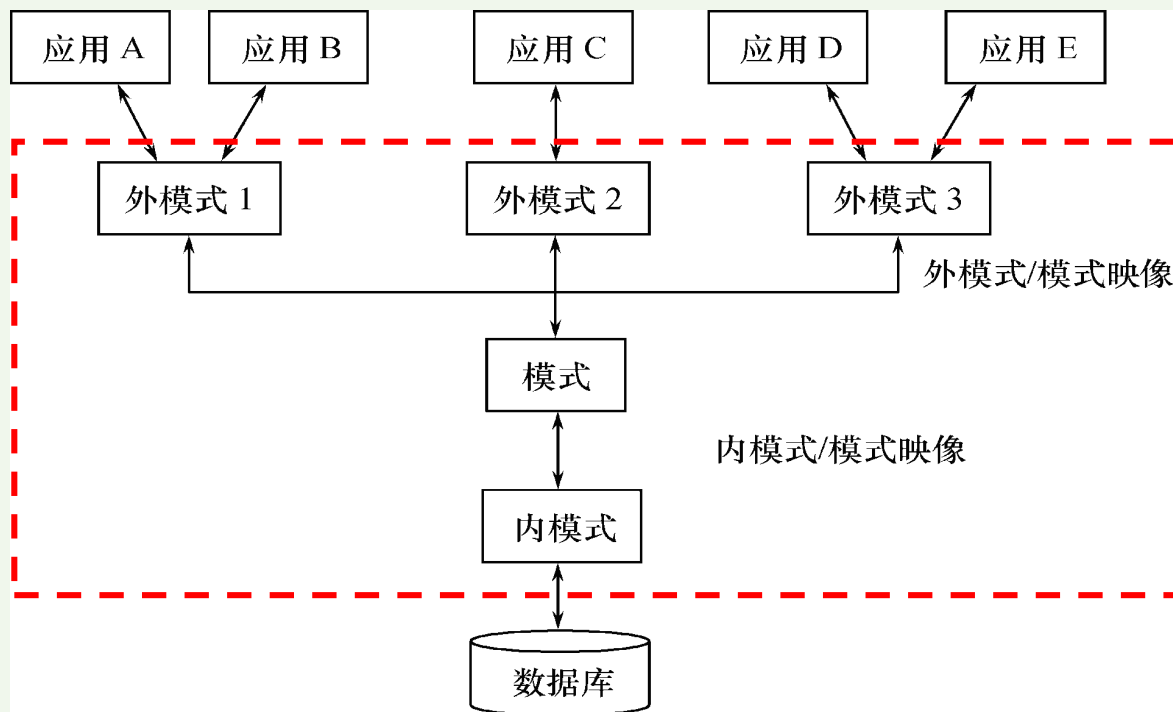 应用 A
应用 B
应用 C
应用 D
应用 E
外模式 1
外模式 2
外模式 3
外模式/模式映像
模式
内模式/模式映像
内模式
数据库